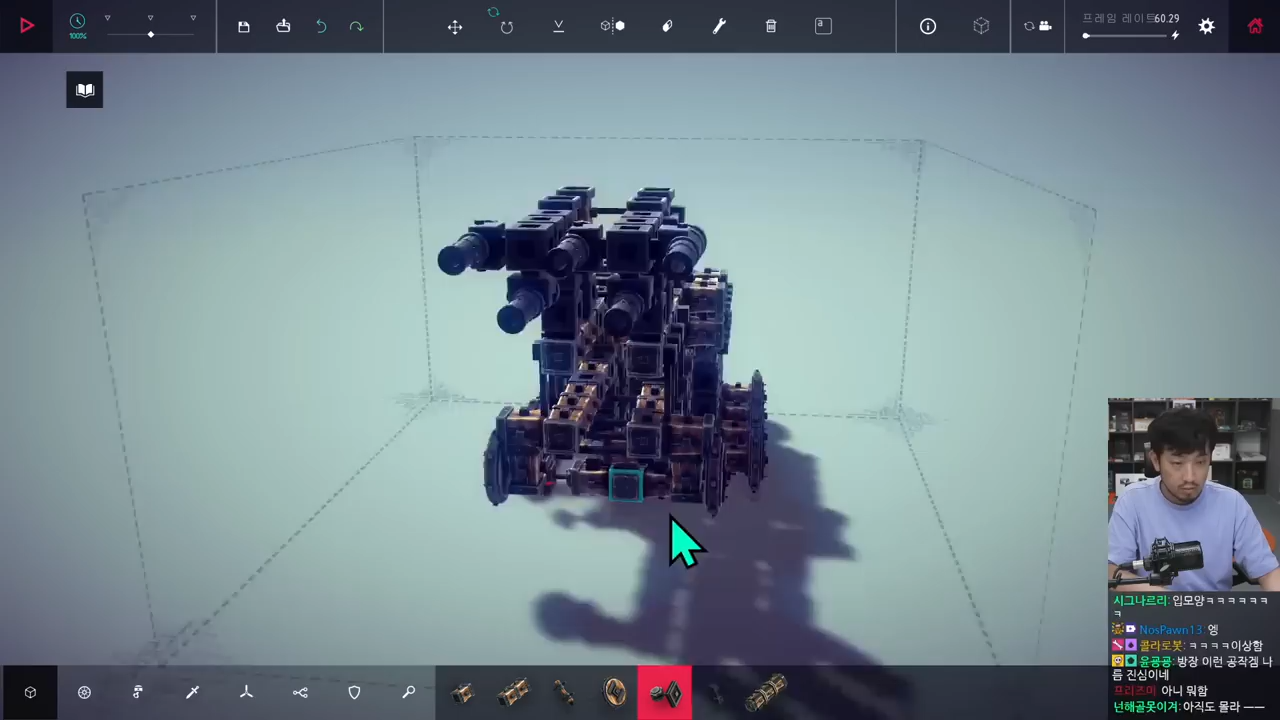 100%
프레임 레이트60.29
a
시그나르리: 입모양ㅋㅋㅋㅋㅋㅋ
ㅋ
NosPawn13: 엥
콜라로봇: ㅋㅋㅋㅋ이상함
윤꽁꽁: 방장 이런 공작겜 나
름 진심이네
프리즈미 아니 뭐함
넌해골못이겨: 아직도 몰라 ㅡㅡ